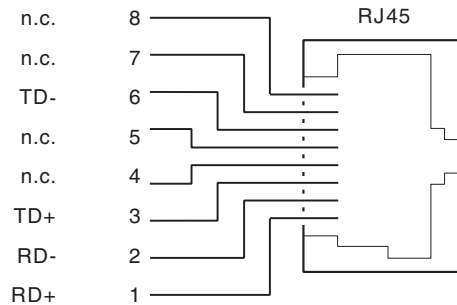 RJ45
n.c. 8
n.c. 7
TD- 6
n.c. 5
n.c. 4
TD+ 3
RD- 2
RD+ 1